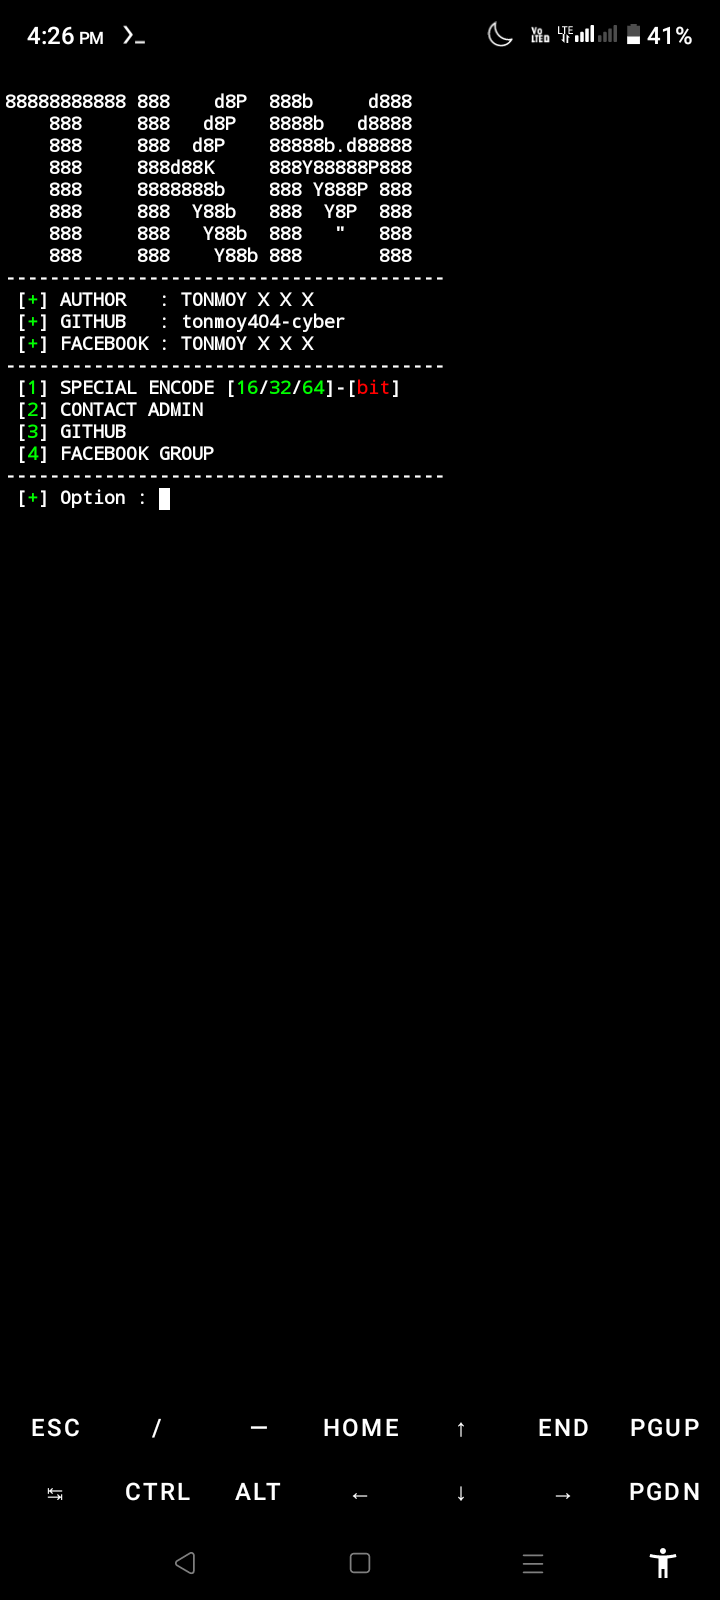 4:26 PM
Vo LTED LTE 41%
88888888888 888    d8P  888b     d888
    888     888   d8P   8888b   d8888
    888     888  d8P    88888b.d88888
    888     888d88K     888Y88888P888
    888     8888888b    888 Y888P 888
    888     888  Y88b   888  Y8P  888
    888     888   Y88b  888   "   888
    888     888    Y88b 888       888
----------------------------------------
[+] AUTHOR   : TONMOY X X X
[+] GITHUB   : tonmoy404-cyber
[+] FACEBOOK : TONMOY X X X
----------------------------------------
[1] SPECIAL ENCODE [16/32/64]-[bit]
[2] CONTACT ADMIN
[3] GITHUB
[4] FACEBOOK GROUP
----------------------------------------
[+] Option :
ESC / — HOME ↑ END PGUP
↹ CTRL ALT ← ↓ → PGDN